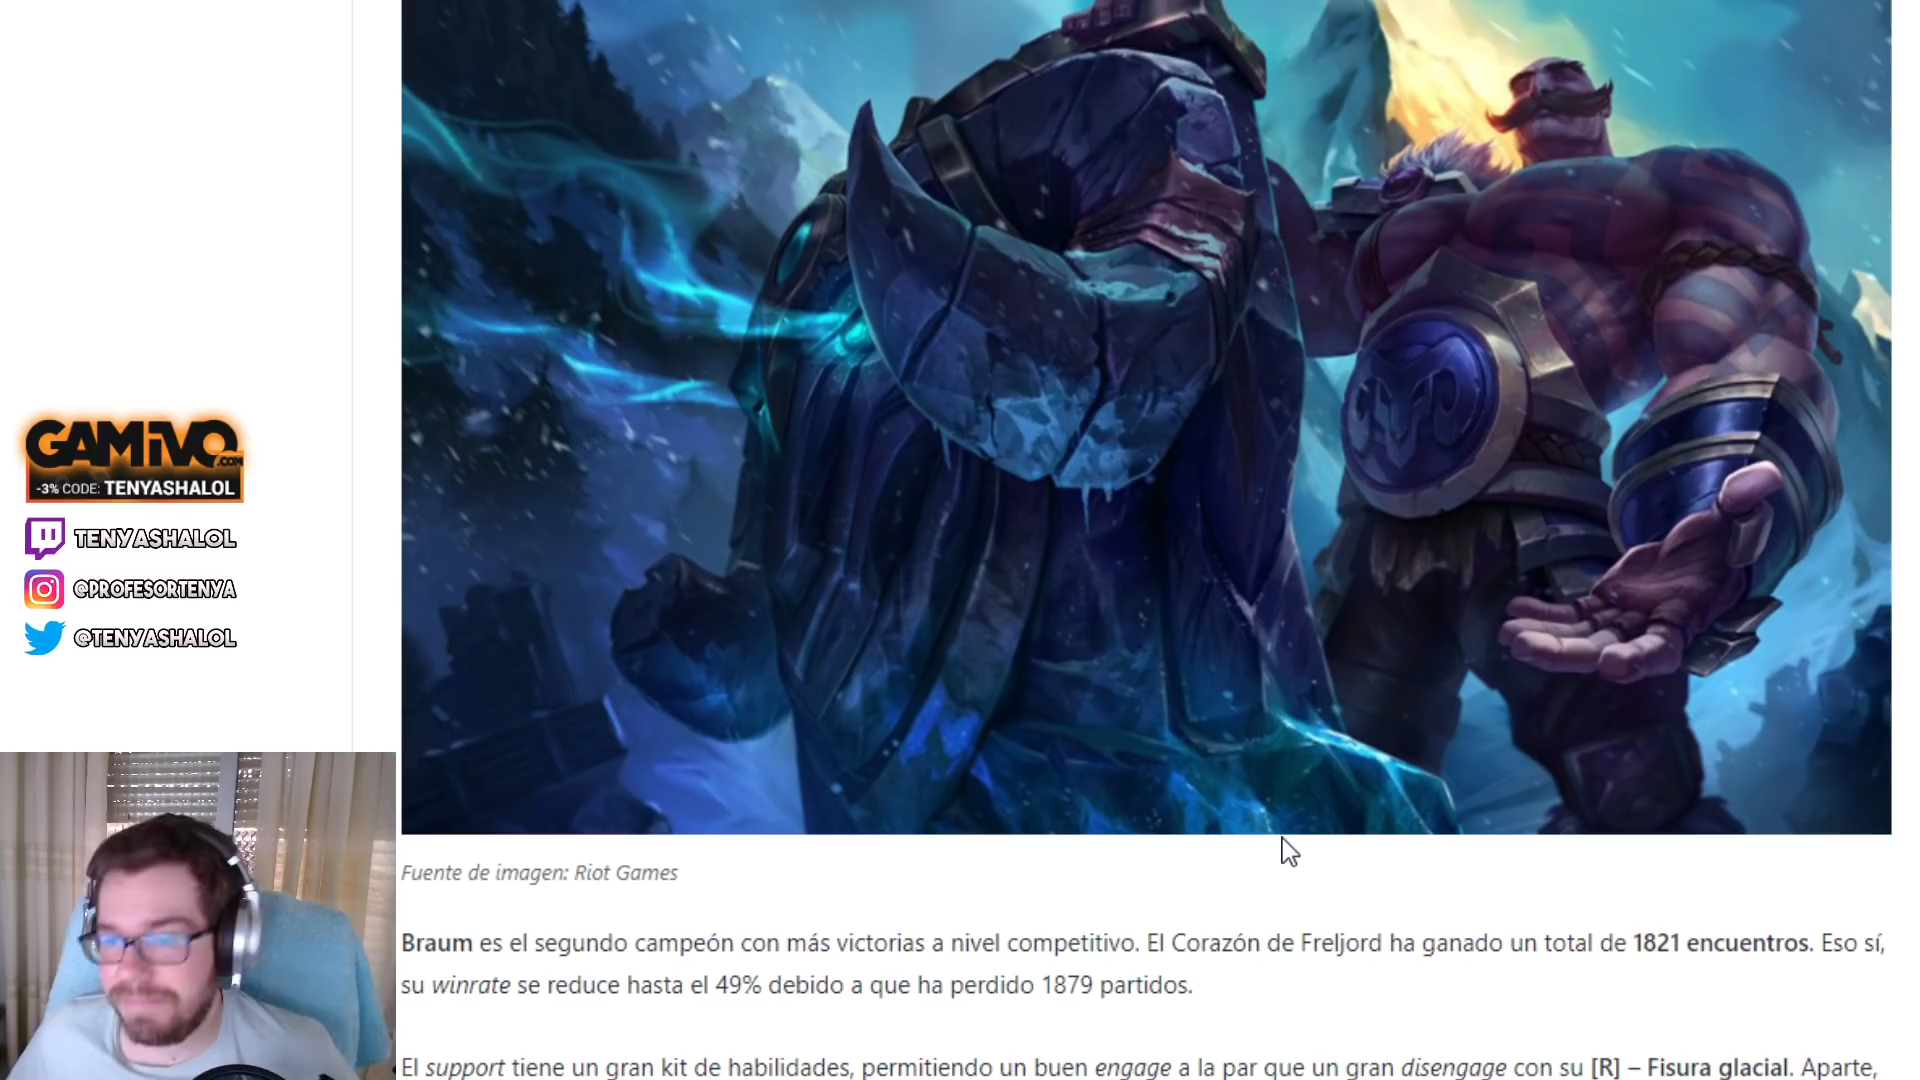 GAMIVO.COM
-3% CODE: TENYASHALOL
TENYASHALOL
@PROFESORTENYA
@TENYASHALOL
Fuente de imagen: Riot Games
Braum es el segundo campeón con más victorias a nivel competitivo. El Corazón de Freljord ha ganado un total de 1821 encuentros. Eso sí,
su winrate se reduce hasta el 49% debido a que ha perdido 1879 partidos.
El support tiene un gran kit de habilidades, permitiendo un buen engage a la par que un gran disengage con su [R] – Fisura glacial. Aparte,